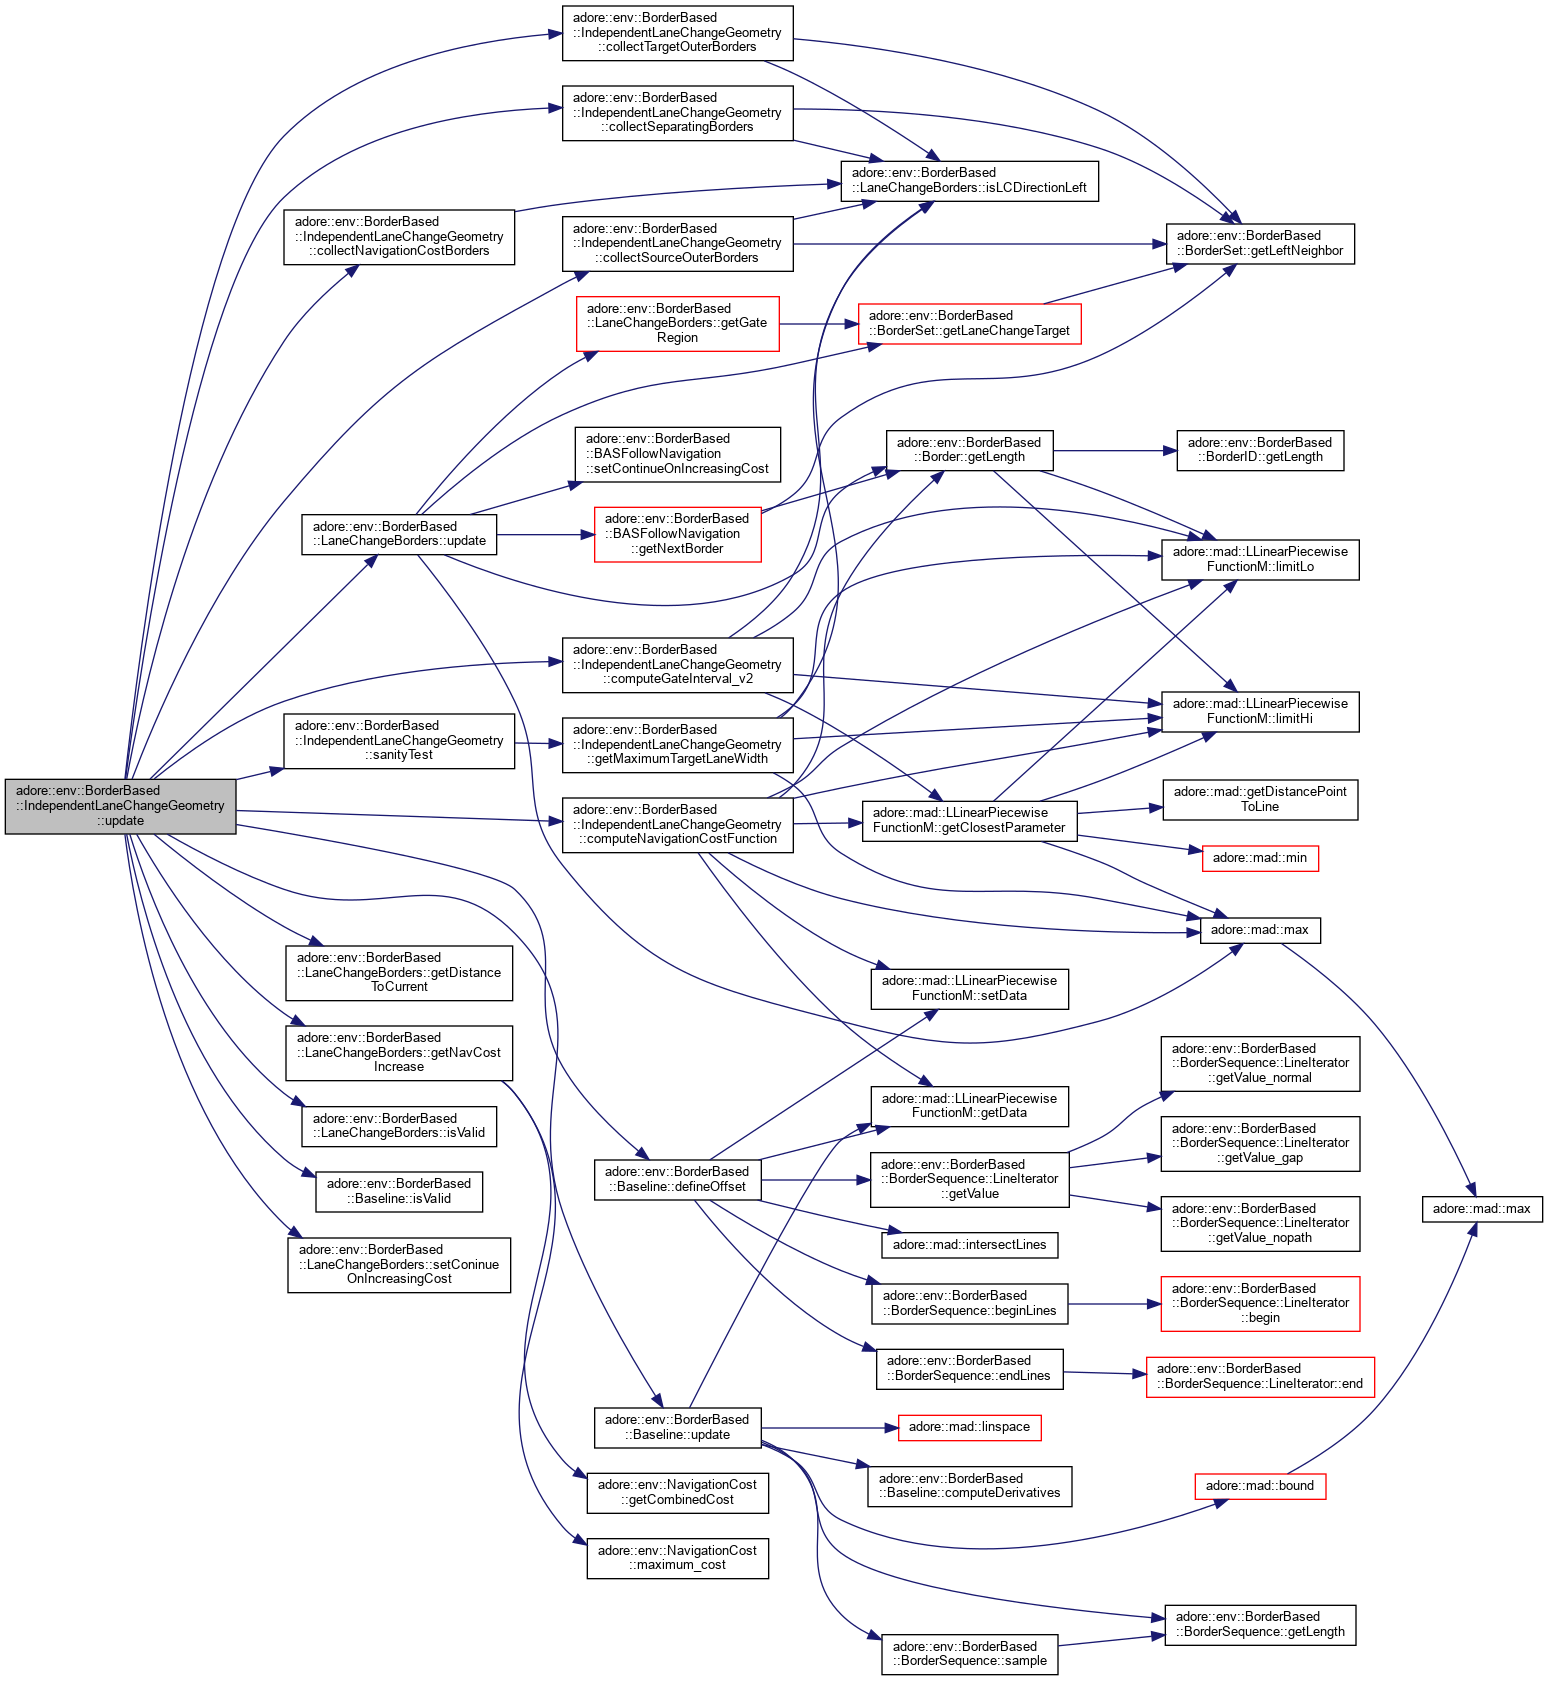 adore::env::BorderBased
::IndependentLaneChangeGeometry
::update
adore::env::BorderBased
::IndependentLaneChangeGeometry
::collectNavigationCostBorders
adore::env::BorderBased
::LaneChangeBorders::update
adore::env::BorderBased
::IndependentLaneChangeGeometry
::sanityTest
adore::env::BorderBased
::LaneChangeBorders::getDistance
ToCurrent
adore::env::BorderBased
::LaneChangeBorders::getNavCost
Increase
adore::env::BorderBased
::LaneChangeBorders::isValid
adore::env::BorderBased
::Baseline::isValid
adore::env::BorderBased
::LaneChangeBorders::setConinue
OnIncreasingCost
adore::env::BorderBased
::IndependentLaneChangeGeometry
::collectTargetOuterBorders
adore::env::BorderBased
::IndependentLaneChangeGeometry
::collectSeparatingBorders
adore::env::BorderBased
::IndependentLaneChangeGeometry
::collectSourceOuterBorders
adore::env::BorderBased
::LaneChangeBorders::getGate
Region
adore::env::BorderBased
::BASFollowNavigation
::setContinueOnIncreasingCost
adore::env::BorderBased
::BASFollowNavigation
::getNextBorder
adore::env::BorderBased
::IndependentLaneChangeGeometry
::computeGateInterval_v2
adore::env::BorderBased
::IndependentLaneChangeGeometry
::getMaximumTargetLaneWidth
adore::env::BorderBased
::IndependentLaneChangeGeometry
::computeNavigationCostFunction
adore::env::BorderBased
::Baseline::defineOffset
adore::env::BorderBased
::Baseline::update
adore::env::NavigationCost
::getCombinedCost
adore::env::NavigationCost
::maximum_cost
adore::env::BorderBased
::LaneChangeBorders::isLCDirectionLeft
adore::env::BorderBased
::BorderSet::getLaneChangeTarget
adore::env::BorderBased
::Border::getLength
adore::mad::LLinearPiecewise
FunctionM::getClosestParameter
adore::mad::LLinearPiecewise
FunctionM::setData
adore::mad::LLinearPiecewise
FunctionM::getData
adore::env::BorderBased
::BorderSequence::LineIterator
::getValue
adore::mad::intersectLines
adore::env::BorderBased
::BorderSequence::beginLines
adore::env::BorderBased
::BorderSequence::endLines
adore::mad::linspace
adore::env::BorderBased
::Baseline::computeDerivatives
adore::env::BorderBased
::BorderSequence::sample
adore::env::BorderBased
::BorderSet::getLeftNeighbor
adore::env::BorderBased
::BorderID::getLength
adore::mad::LLinearPiecewise
FunctionM::limitLo
adore::mad::LLinearPiecewise
FunctionM::limitHi
adore::mad::getDistancePoint
ToLine
adore::mad::min
adore::mad::max
adore::env::BorderBased
::BorderSequence::LineIterator
::getValue_normal
adore::env::BorderBased
::BorderSequence::LineIterator
::getValue_gap
adore::env::BorderBased
::BorderSequence::LineIterator
::getValue_nopath
adore::env::BorderBased
::BorderSequence::LineIterator
::begin
adore::env::BorderBased
::BorderSequence::LineIterator::end
adore::mad::bound
adore::env::BorderBased
::BorderSequence::getLength
adore::mad::max